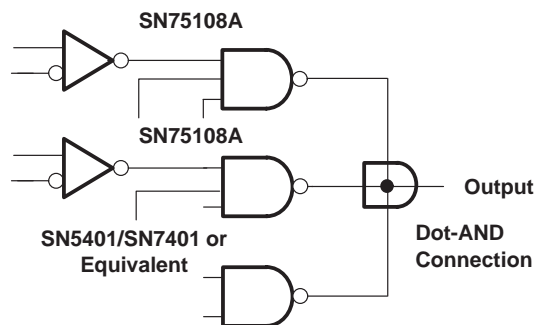 SN75108A
SN75108A
Output
SN5401/SN7401 or
Equivalent
Dot-AND
Connection